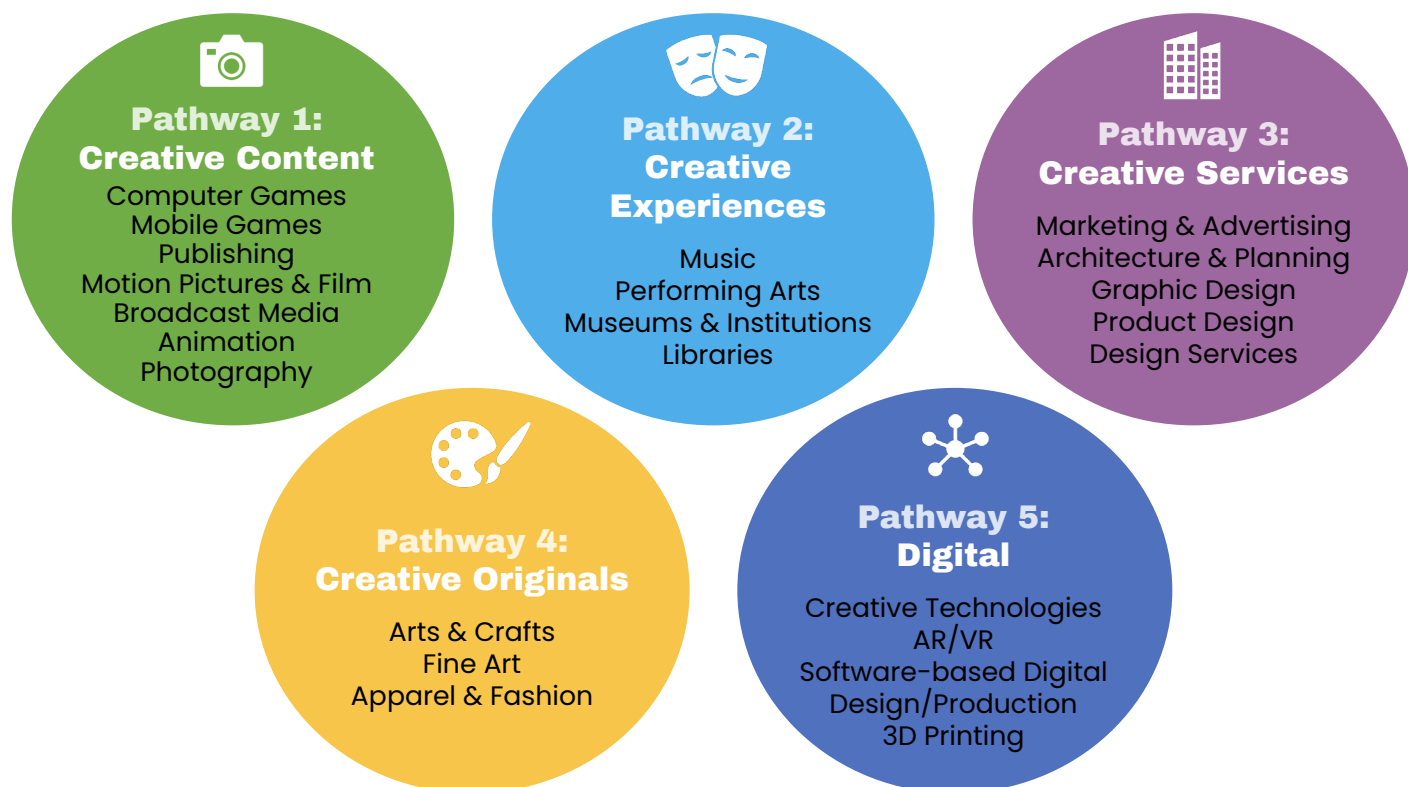 Pathway 1:
Creative Content
Computer Games
Mobile Games
Publishing
Motion Pictures & Film
Broadcast Media
Animation
Photography
Pathway 2:
Creative
Experiences
Music
Performing Arts
Museums & Institutions
Libraries
Pathway 3:
Creative Services
Marketing & Advertising
Architecture & Planning
Graphic Design
Product Design
Design Services
Pathway 4:
Creative Originals
Arts & Crafts
Fine Art
Apparel & Fashion
Pathway 5:
Digital
Creative Technologies
AR/VR
Software-based Digital
Design/Production
3D Printing